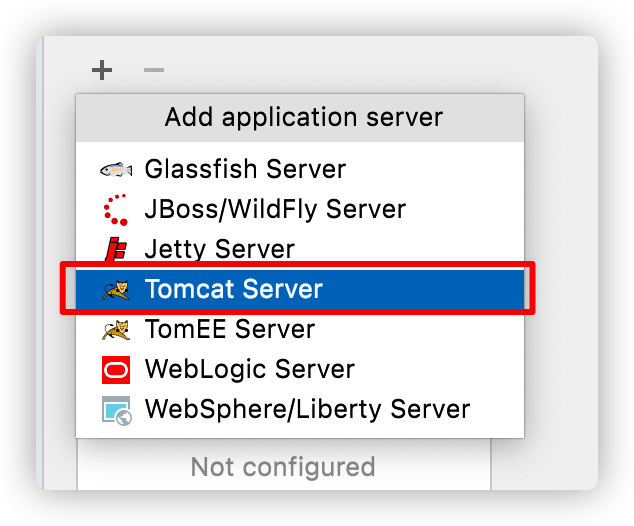 Add application server
Glassfish Server
JBoss/WildFly Server
Jetty Server
Tomcat Server
TomEE Server
WebLogic Server
WebSphere/Liberty Server
Not configured